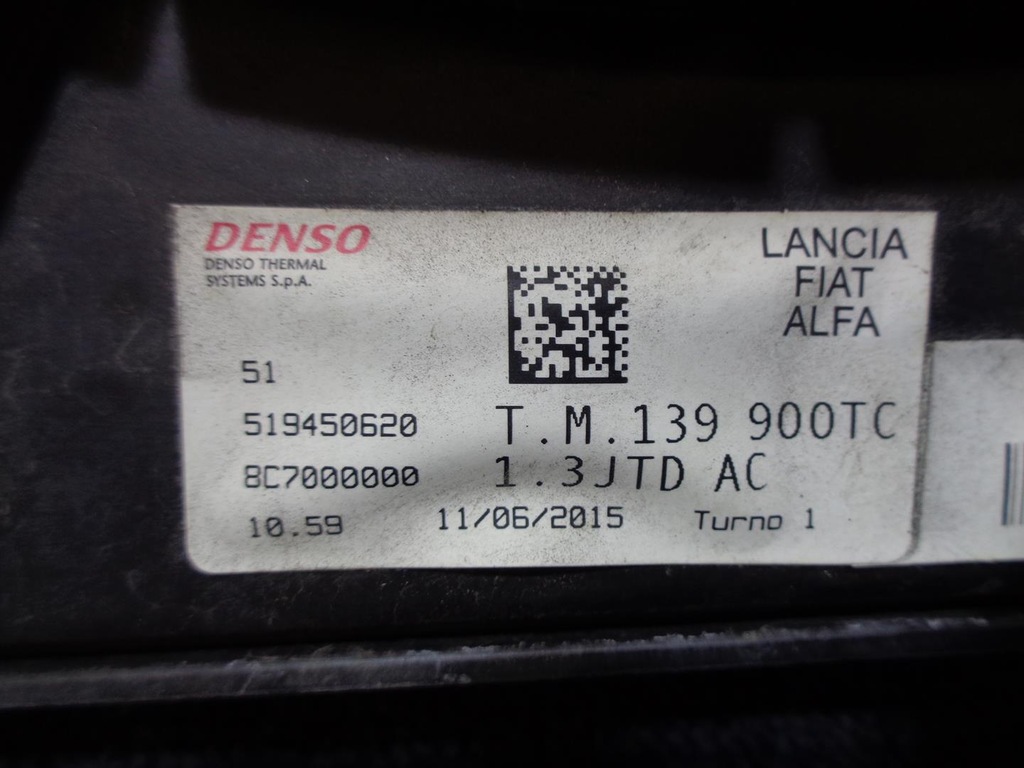 DENSO
DENSO THERMAL
SYSTEMS S.p.A.
LANCIA
FIAT
ALFA
51
519450620
T.M.139 900TC
8C7000000
1.3JTD AC
10.59
11/06/2015
Turno 1